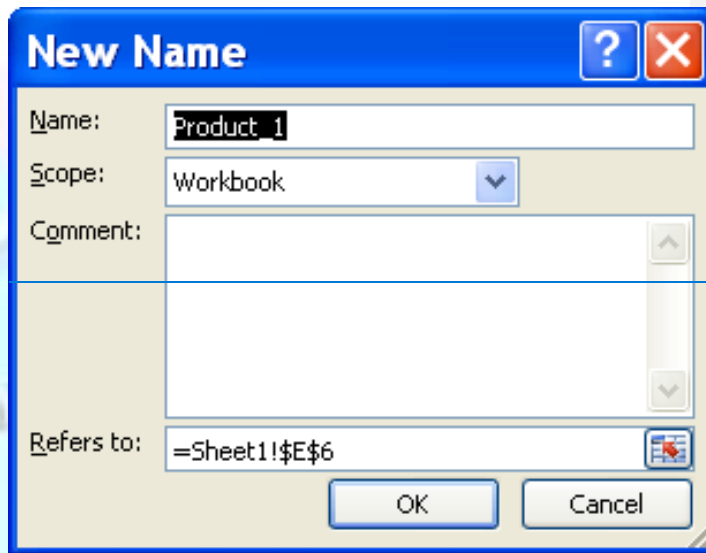 New Name
Name: Product_1
Scope: Workbook
Comment:
Refers to: =Sheet1!$E$6
OK Cancel